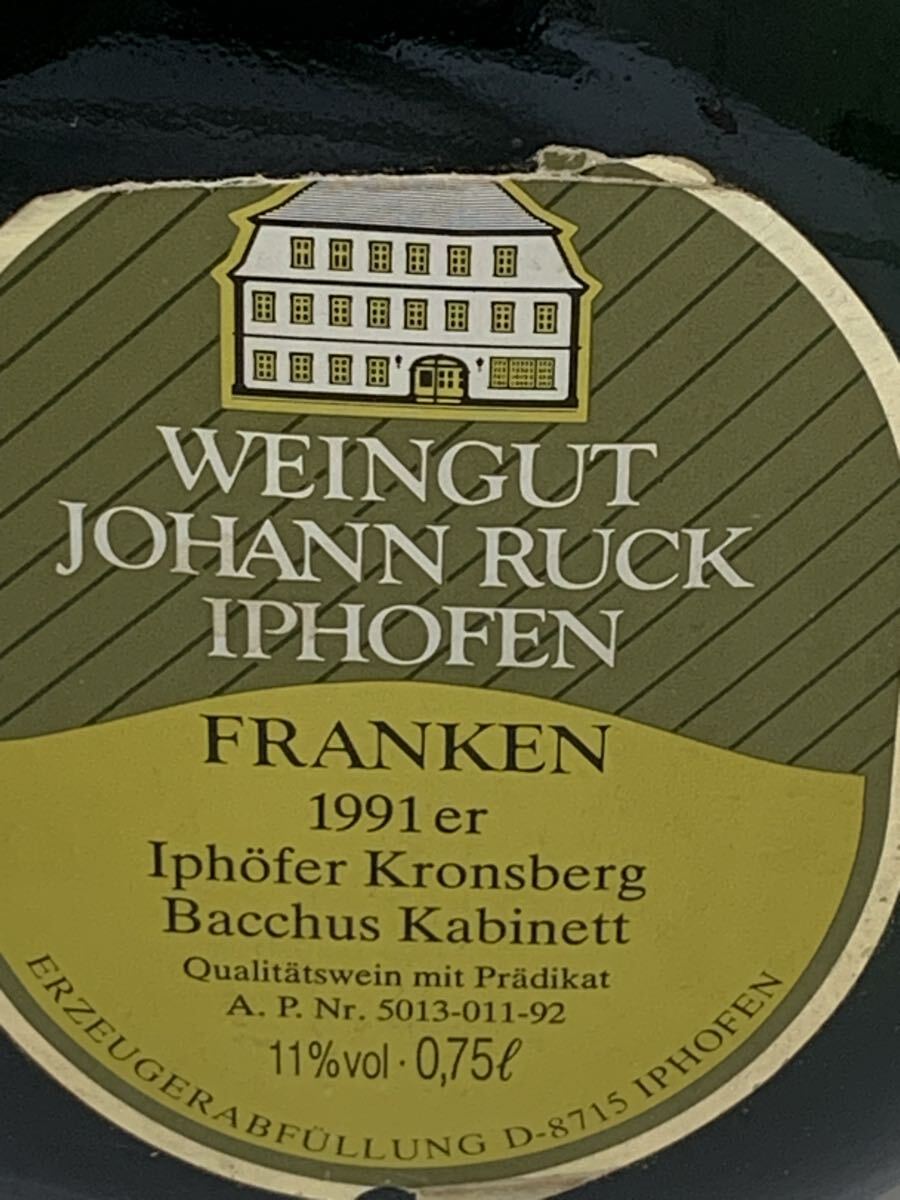 WEINGUT
JOHANN RUCK
IPHOFEN
FRANKEN
1991er
Iphöfer Kronsberg
Bacchus Kabinett
Qualitätswein mit Prädikat
A. P. Nr. 5013-011-92
11%vol · 0,75ℓ
ERZEUGERABFÜLLUNG D-8715 IPHOFEN